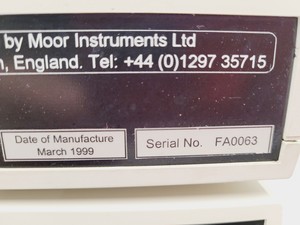 by Moor Instruments Ltd
n, England. Tel: +44 (0)1297 35715
Date of Manufacture
March 1999
Serial No. FA0063